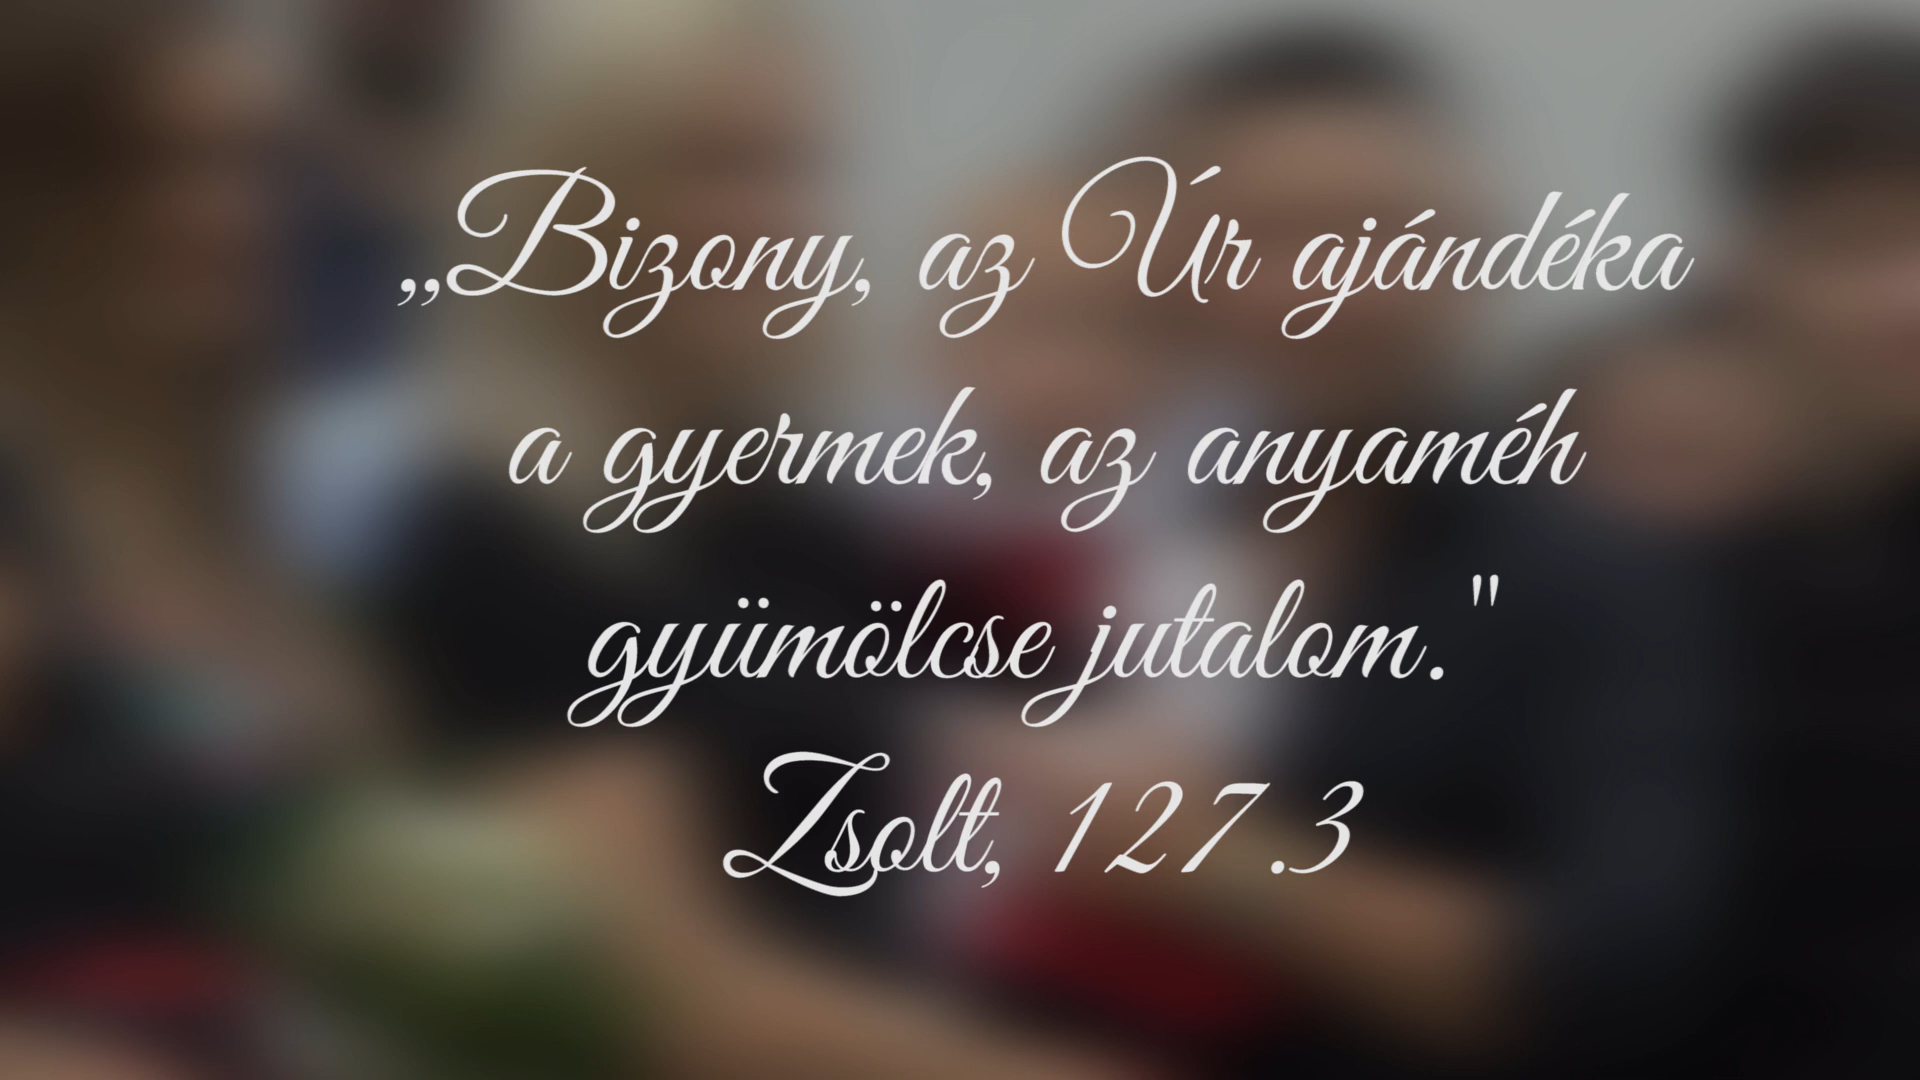 „Bizony, az Úr ajándéka
a gyermek, az anyaméh
gyümölcse jutalom."
Zsolt, 127.3